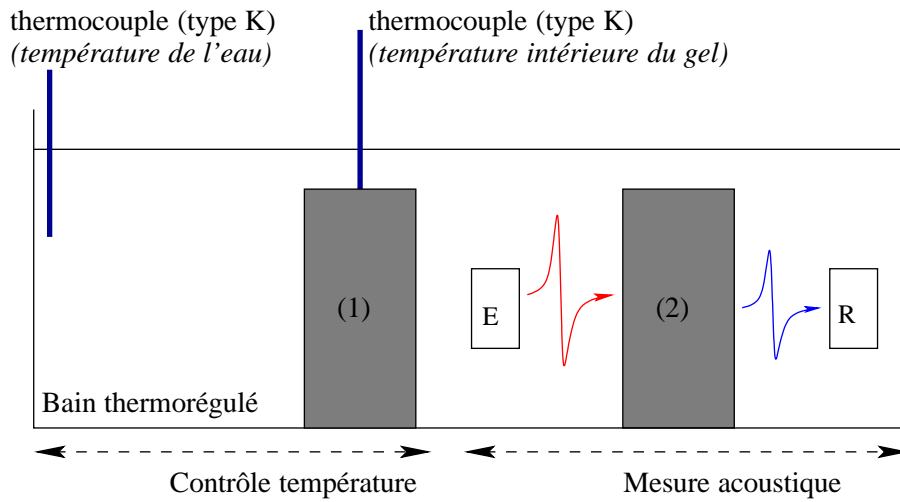 thermocouple (type K)
(température de l'eau)
thermocouple (type K)
(température intérieure du gel)
(1)
E
(2)
R
Bain thermorégulé
Contrôle température
Mesure acoustique